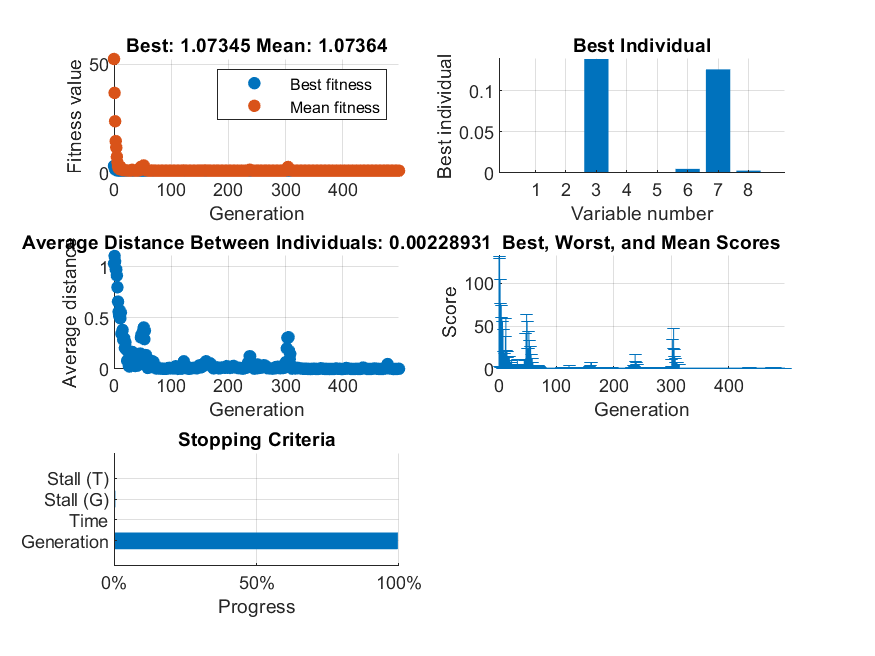 Best: 1.07345 Mean: 1.07364
Fitness value
50
0
Best fitness
Mean fitness
0 100 200 300 400
Generation
Best Individual
Best individual
0.1
0.05
0
1 2 3 4 5 6 7 8
Variable number
Average Distance Between Individuals: 0.00228931
Average distance
1
0.5
0
0 100 200 300 400
Generation
Best, Worst, and Mean Scores
Score
100
50
0
0 100 200 300 400
Generation
Stopping Criteria
Stall (T)
Stall (G)
Time
Generation
0% 50% 100%
Progress